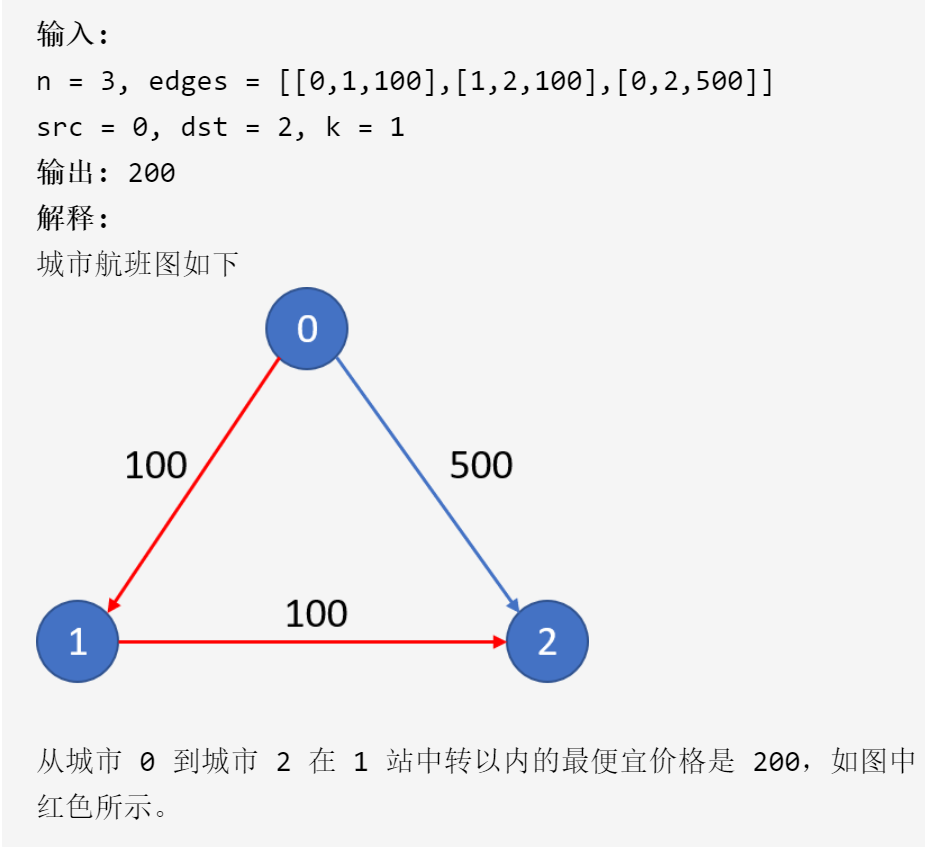 输入：
n = 3, edges = [[0,1,100],[1,2,100],[0,2,500]]
src = 0, dst = 2, k = 1
输出: 200
解释:
城市航班图如下
0
100
500
100
1
2
从城市 0 到城市 2 在 1 站中转以内的最便宜价格是 200，如图中
红色所示。